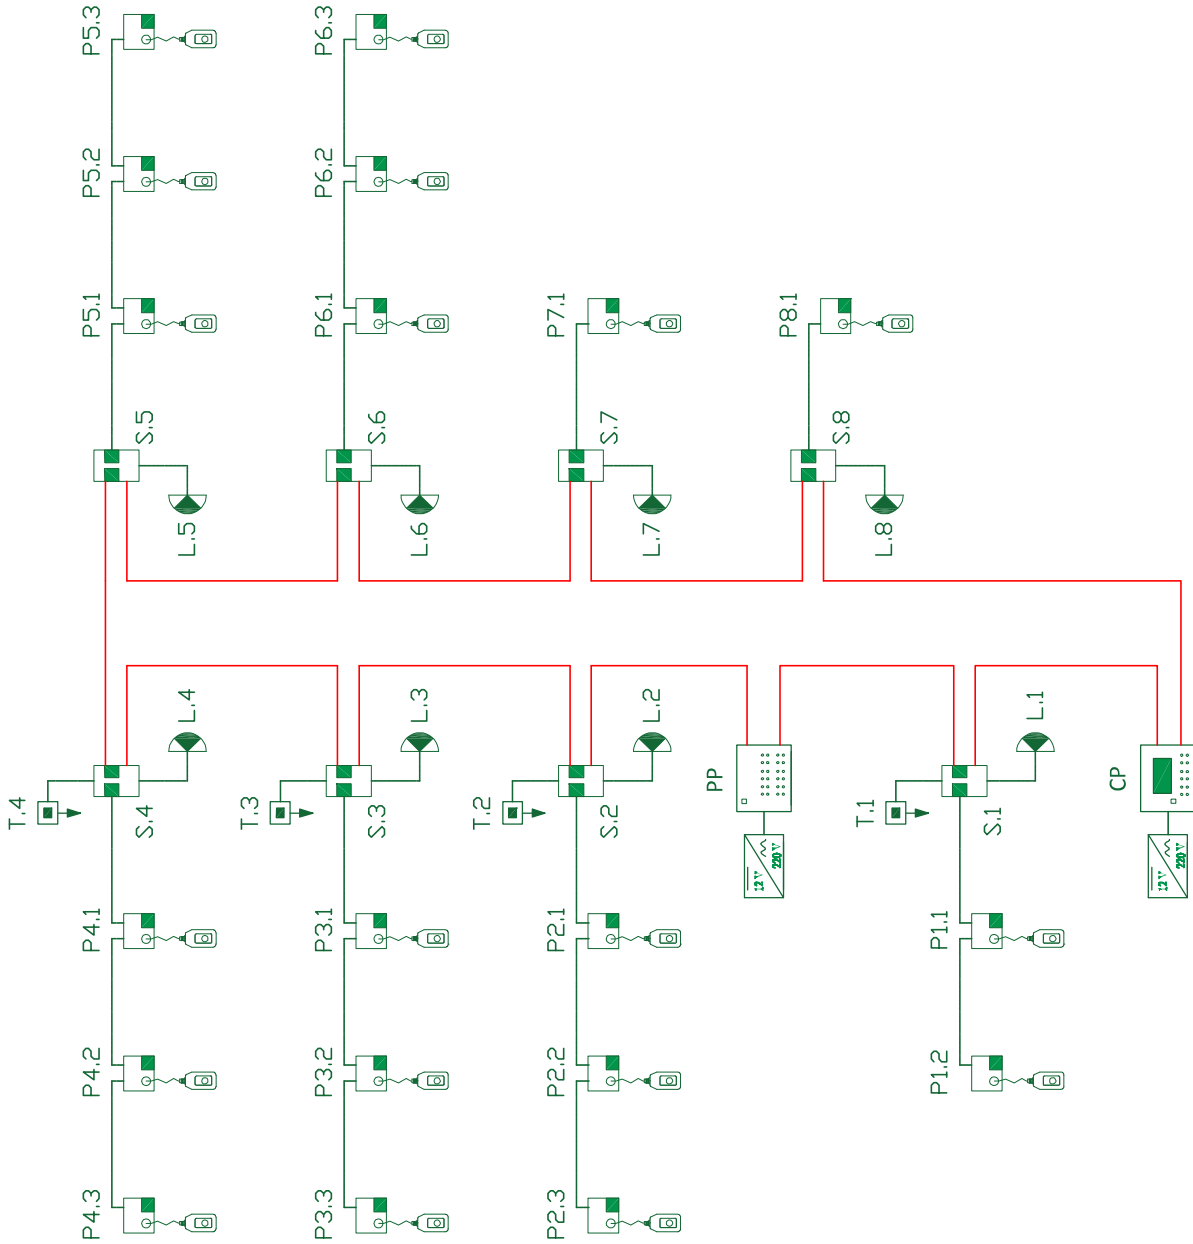 T.4
P4.3
P4.2
P4.1
P5.1
P5.2
P5.3
S.4
S.5
L.4
L.5
T.3
P3.3
P3.2
P3.1
P6.1
P6.2
P6.3
S.3
S.6
L.3
L.6
T.2
P2.3
P2.2
P2.1
P7.1
S.2
S.7
L.2
L.7
PP
12 V
220 V
P8.1
S.8
L.8
T.1
P1.2
P1.1
S.1
L.1
CP
12 V
220 V